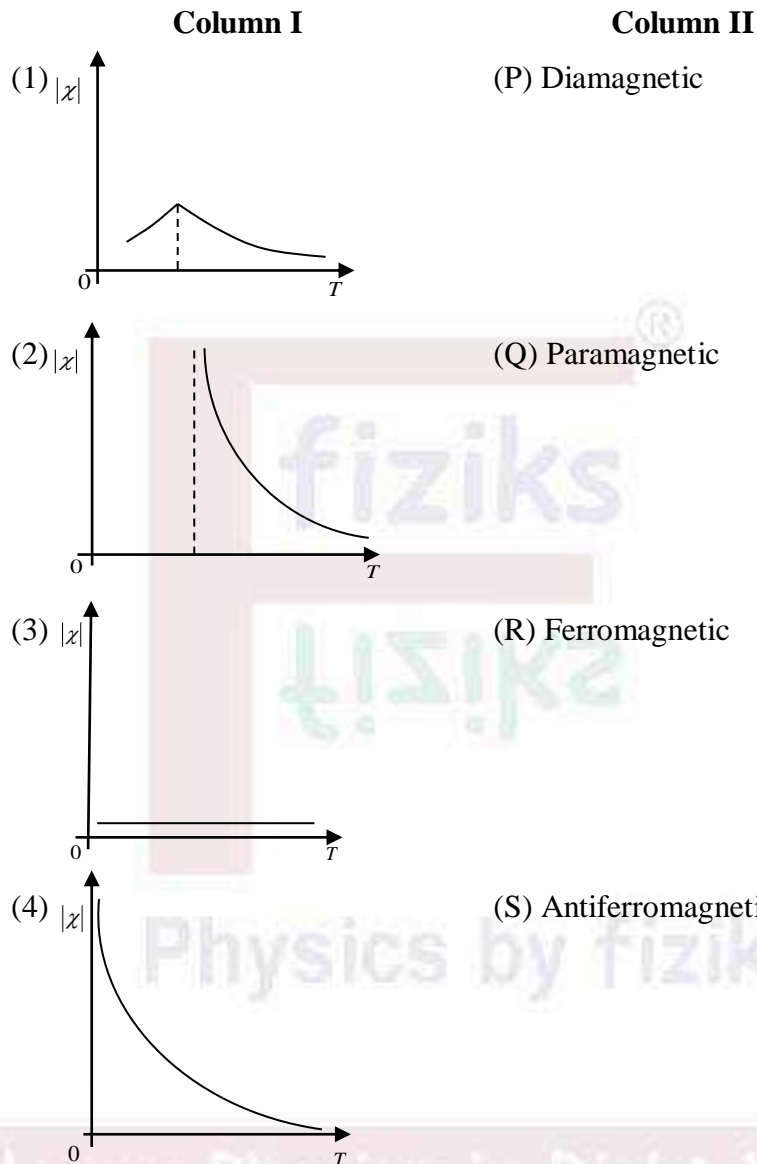 Column I Column II
(1) |χ| (P) Diamagnetic
0 T
®
(2) |χ| (Q) Paramagnetic
fiziks
0 T
(3) |χ| (R) Ferromagnetic
fiziks
0 T
(4) |χ| (S) Antiferromagneti
Physics by fizik
0 T